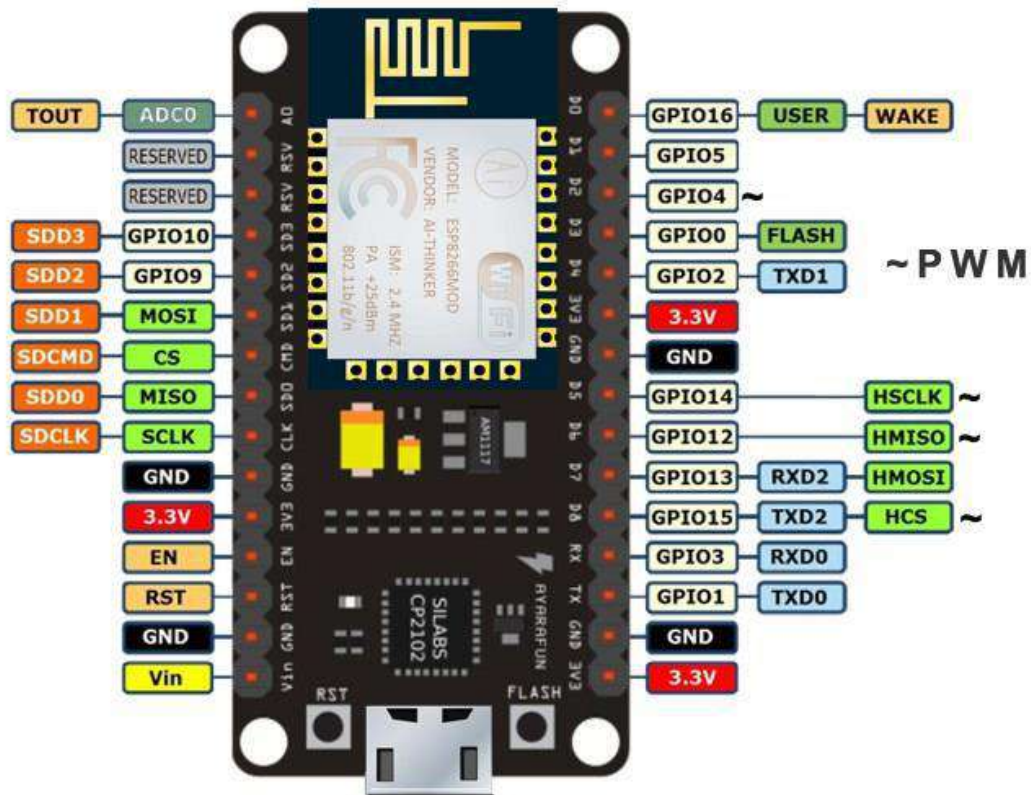 TOUT ADC0 A0 D0 GPIO16 USER WAKE
RESERVED RSV D1 GPIO5
RESERVED RSV D2 GPIO4 ~
SDD3 GPIO10 SD3 D3 GPIO0 FLASH
SDD2 GPIO9 SD2 D4 GPIO2 TXD1
~PWM
SDD1 MOSI SD1 3V3 3.3V
SDCMD CS CMD GND GND
SDD0 MISO SD0 D5 GPIO14 HSCLK ~
SDCLK SCLK CLK D6 GPIO12 HMISO ~
GND GND D7 GPIO13 RXD2 HMOSI
3.3V 3V3 D8 GPIO15 TXD2 HCS ~
EN EN RX GPIO3 RXD0
RST RST TX GPIO1 TXD0
GND GND GND GND
Vin Vin 3V3 3.3V
Ai
WiFi
MODEL: ESP8266MOD
VENDOR: AI-THINKER
ISM: 2.4 MHZ
PA +25dBm
802.11b/g/n
FCC
AM1117
SILABS
CP2102
AYARAFUN
RST
FLASH